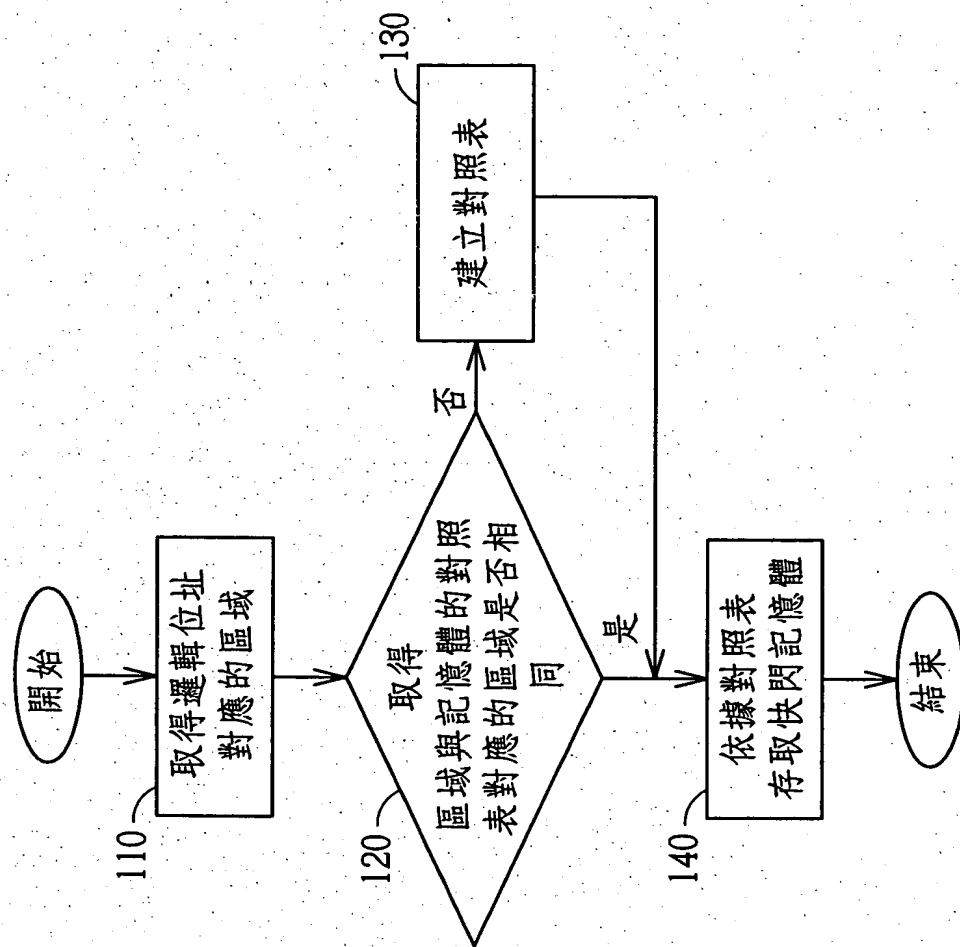 開始
110
取得邏輯位址
對應的區域
120
取得
區域與記憶體的對照
表對應的區域是否相
同
否
130
建立對照表
是
140
依據對照表
存取快閃記憶體
結束